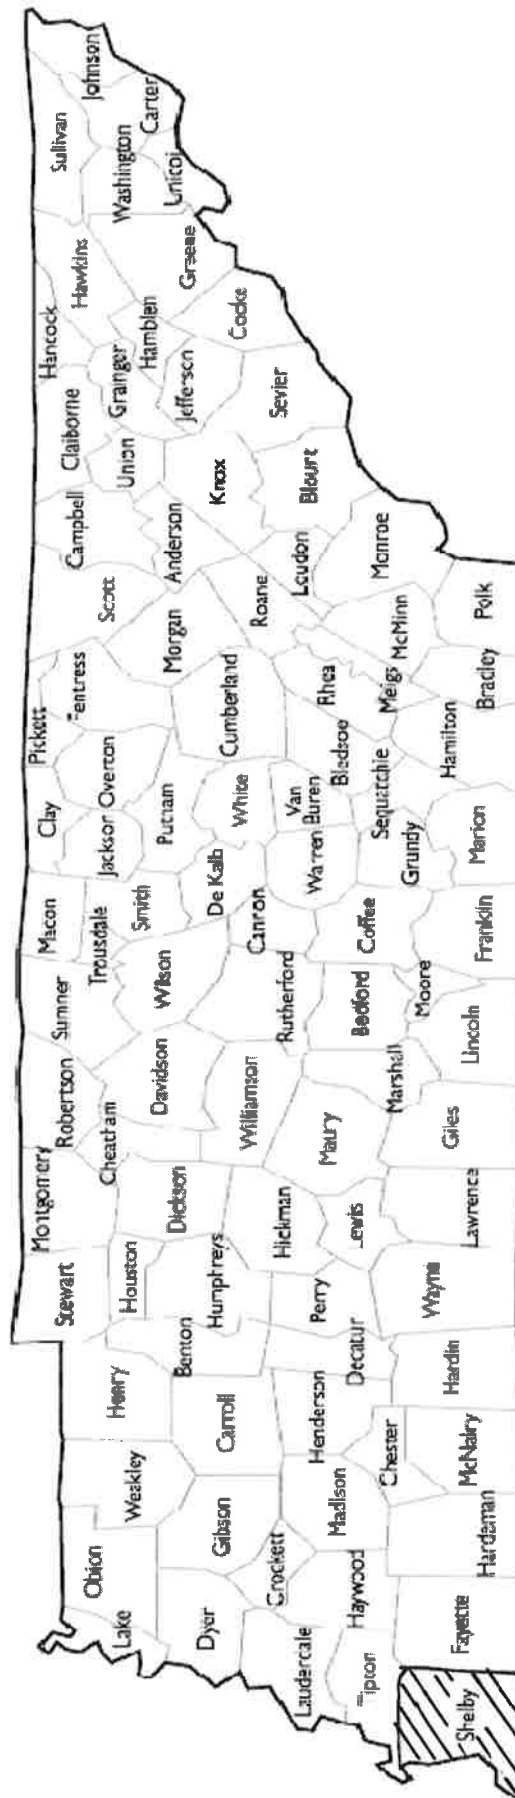 Johnson
Sullivan
Carter
Washington
Unicoi
Hawkins
Greene
Hancock
Hamblen
Cocke
Grainger
Jefferson
Claiborne
Sevier
Union
Knox
Blount
Campbell
Anderson
Loudon
Monroe
Scott
Roane
Morgan
McMinn
Polk
Fentress
Cumberland
Rhea
Meigs
Bradley
Pickett
Overton
Bledsoe
Hamilton
Clay
Putnam
White
Van
Buren
Sequatchie
Jackson
Warren
Grundy
Marion
Macon
Smith
De Kalb
Cannon
Coffee
Franklin
Trousdale
Wilson
Sumner
Rutherford
Bedford
Moore
Lincoln
Robertson
Davidson
Williamson
Marshall
Cheatham
Maury
Giles
Montgomery
Dickson
Hickman
Lewis
Lawrence
Stewart
Houston
Humphreys
Perry
Wayne
Benton
Decatur
Hardin
Henry
Carroll
Henderson
Chester
McNairy
Weakley
Gibson
Madison
Hardeman
Obion
Crockett
Haywood
Fayette
Lake
Dyer
Lauderdale
Tipton
Shelby